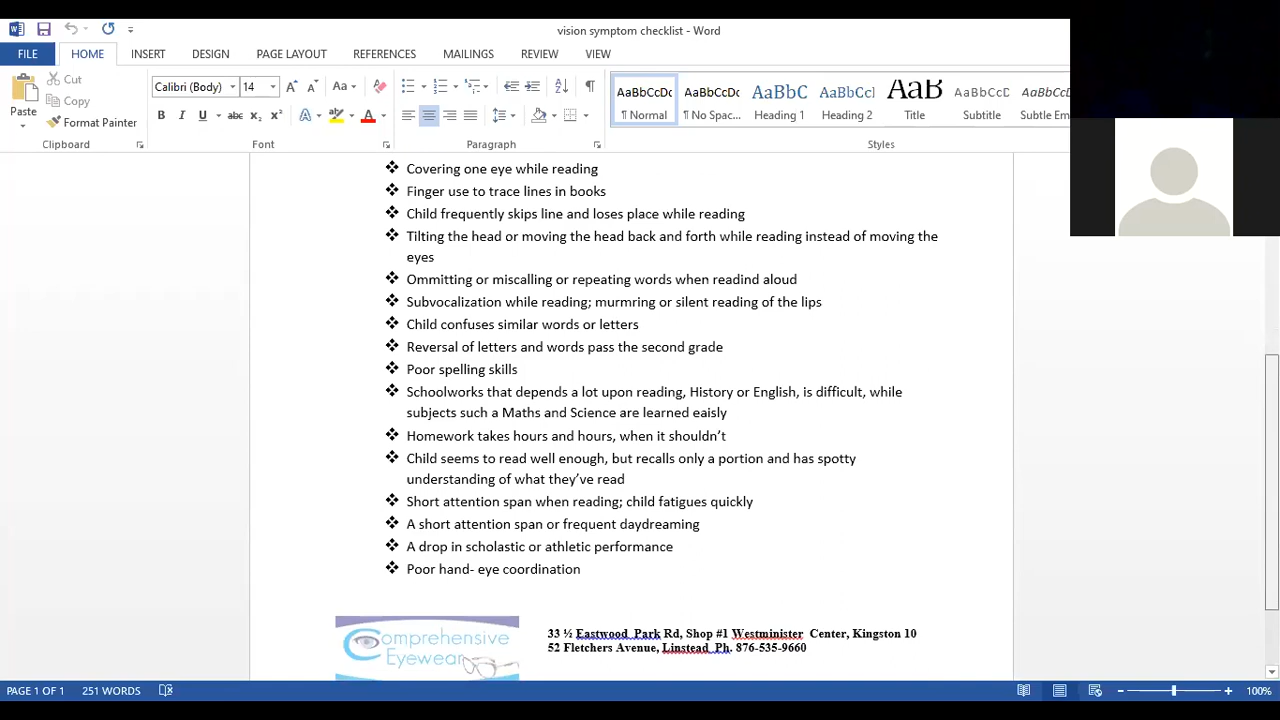 vision symptom checklist - Word
FILE HOME INSERT DESIGN PAGE LAYOUT REFERENCES MAILINGS REVIEW VIEW
Paste
Cut
Copy
Format Painter
Clipboard
Calibri (Body) 14
Font
Paragraph
AaBbCcDc AaBbCcDc AaBbC AaBbCcl AaB AaBbCcD AaBbCcDc
¶ Normal ¶ No Spac... Heading 1 Heading 2 Title Subtitle Subtle Em
Styles
Covering one eye while reading
Finger use to trace lines in books
Child frequently skips line and loses place while reading
Tilting the head or moving the head back and forth while reading instead of moving the
eyes
Ommitting or miscalling or repeating words when readind aloud
Subvocalization while reading; murmring or silent reading of the lips
Child confuses similar words or letters
Reversal of letters and words pass the second grade
Poor spelling skills
Schoolworks that depends a lot upon reading, History or English, is difficult, while
subjects such a Maths and Science are learned eaisly
Homework takes hours and hours, when it shouldn’t
Child seems to read well enough, but recalls only a portion and has spotty
understanding of what they’ve read
Short attention span when reading; child fatigues quickly
A short attention span or frequent daydreaming
A drop in scholastic or athletic performance
Poor hand- eye coordination
Comprehensive
Eyewear
33 ½ Eastwood Park Rd, Shop #1 Westminister Center, Kingston 10
52 Fletchers Avenue, Linstead Ph. 876-535-9660
PAGE 1 OF 1 251 WORDS 100%